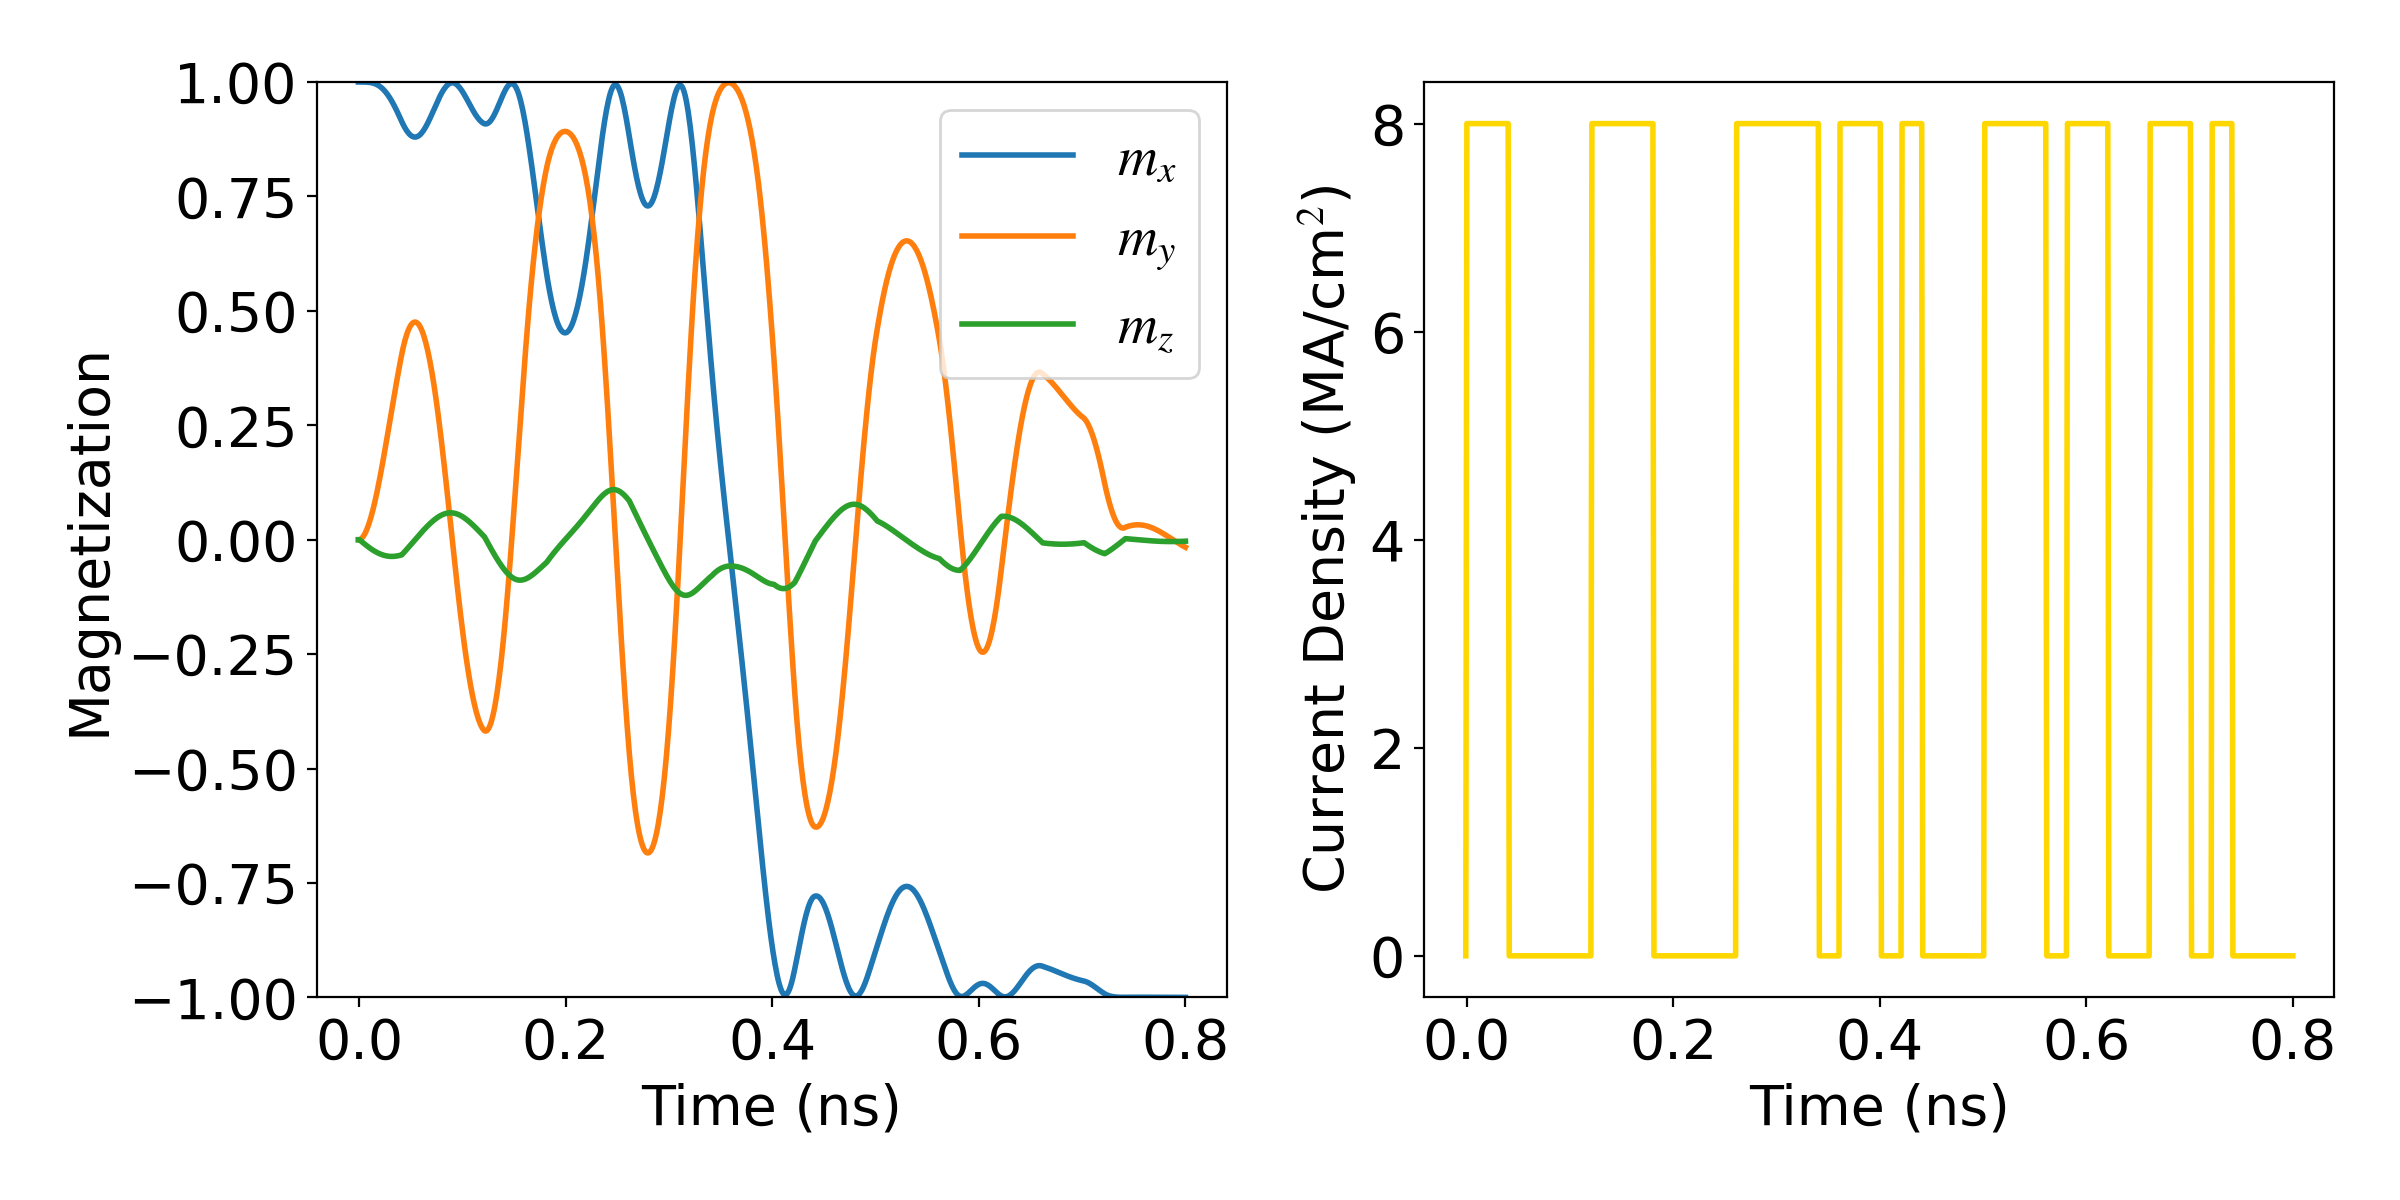 1.00
0.75
0.50
0.25
0.00
−0.25
−0.50
−0.75
−1.00
Magnetization
0.0 0.2 0.4 0.6 0.8
Time (ns)
m_x
m_y
m_z
8
6
4
2
0
Current Density (MA/cm²)
0.0 0.2 0.4 0.6 0.8
Time (ns)